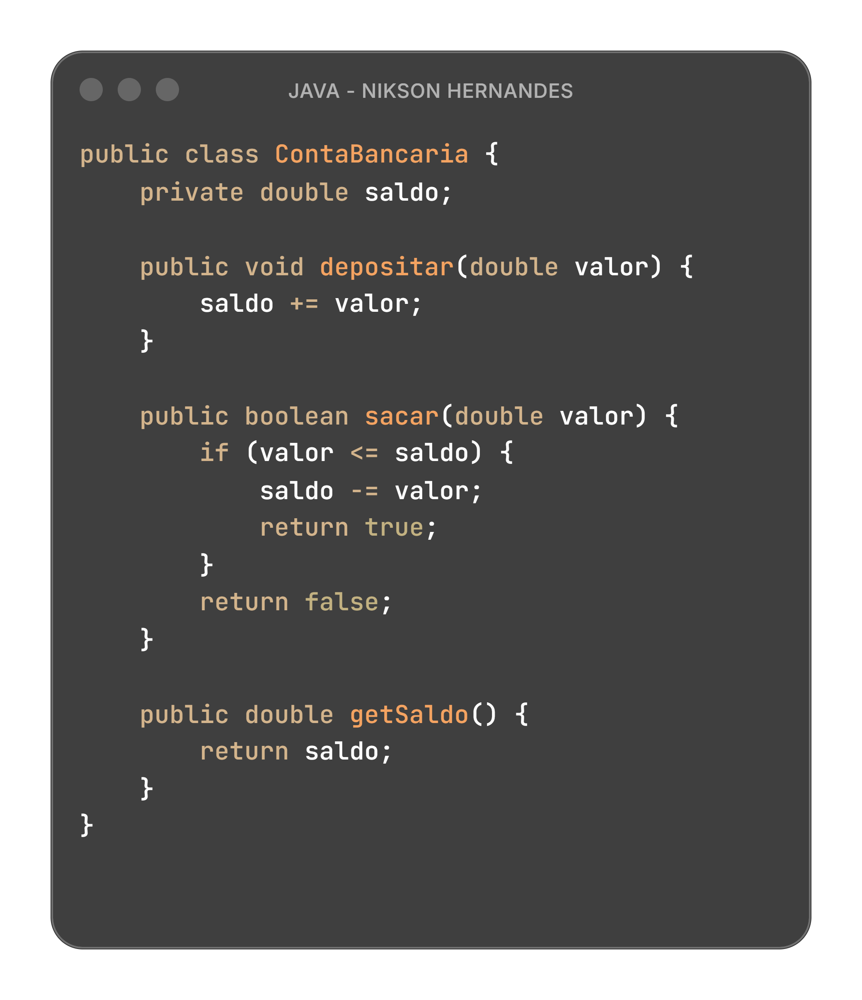 JAVA - NIKSON HERNANDES
public class ContaBancaria {
    private double saldo;

    public void depositar(double valor) {
        saldo += valor;
    }

    public boolean sacar(double valor) {
        if (valor <= saldo) {
            saldo -= valor;
            return true;
        }
        return false;
    }

    public double getSaldo() {
        return saldo;
    }
}